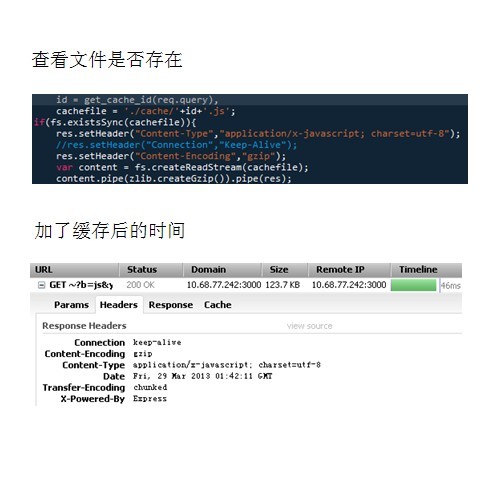 查看文件是否存在
id = get_cache_id(req.query),
cachefile = './cache/'+id+'.js';
if(fs.existsSync(cachefile)){
res.setHeader("Content-Type","application/x-javascript; charset=utf-8");
//res.setHeader("Connection","Keep-Alive");
res.setHeader("Content-Encoding","gzip");
var content = fs.createReadStream(cachefile);
content.pipe(zlib.createGzip()).pipe(res);
加了缓存后的时间
URL Status Domain Size Remote IP Timeline
GET ~?b=js&y 200 OK 10.68.77.242:3000 123.7 KB 10.68.77.242:3000 46ms
Params Headers Response Cache
Response Headers view source
Connection keep-alive
Content-Encoding gzip
Content-Type application/x-javascript; charset=utf-8
Date Fri, 29 Mar 2013 01:42:11 GMT
Transfer-Encoding chunked
X-Powered-By Express